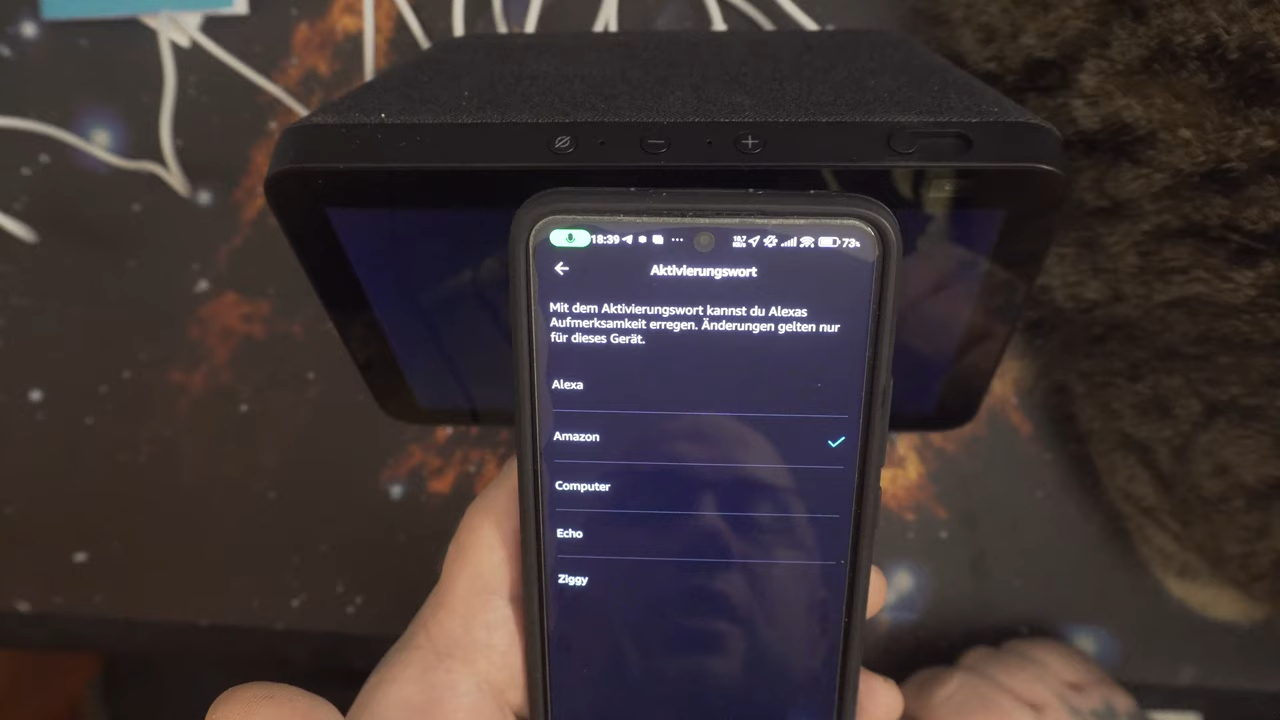 18:39 73%
Aktivierungswort
Mit dem Aktivierungswort kannst du Alexas
Aufmerksamkeit erregen. Änderungen gelten nur
für dieses Gerät.
Alexa
Amazon
Computer
Echo
Ziggy